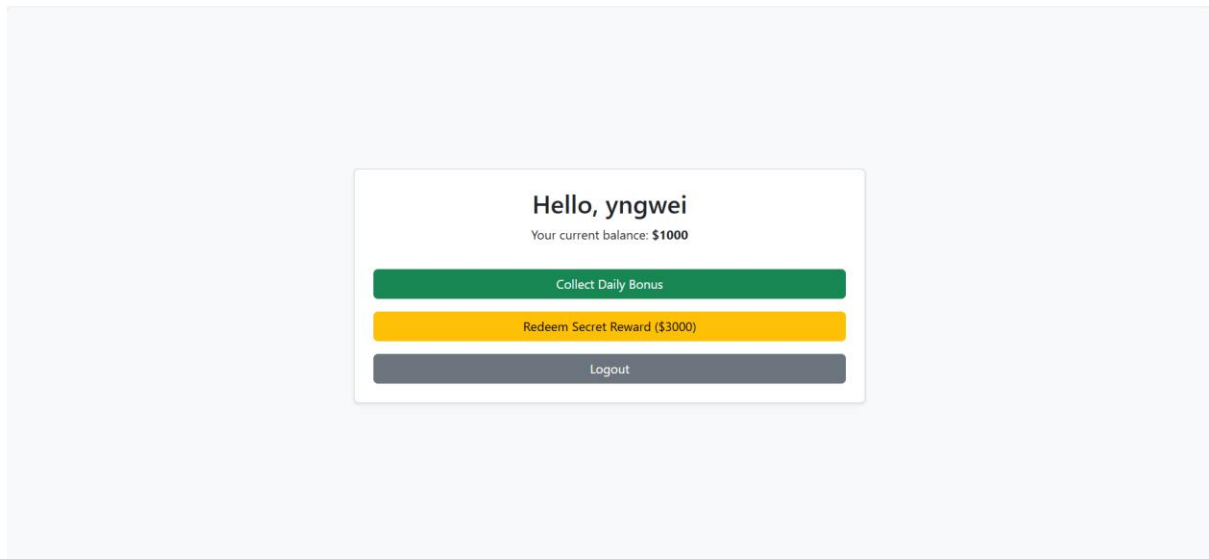 Hello, yngwei
Your current balance: $1000
Collect Daily Bonus
Redeem Secret Reward ($3000)
Logout